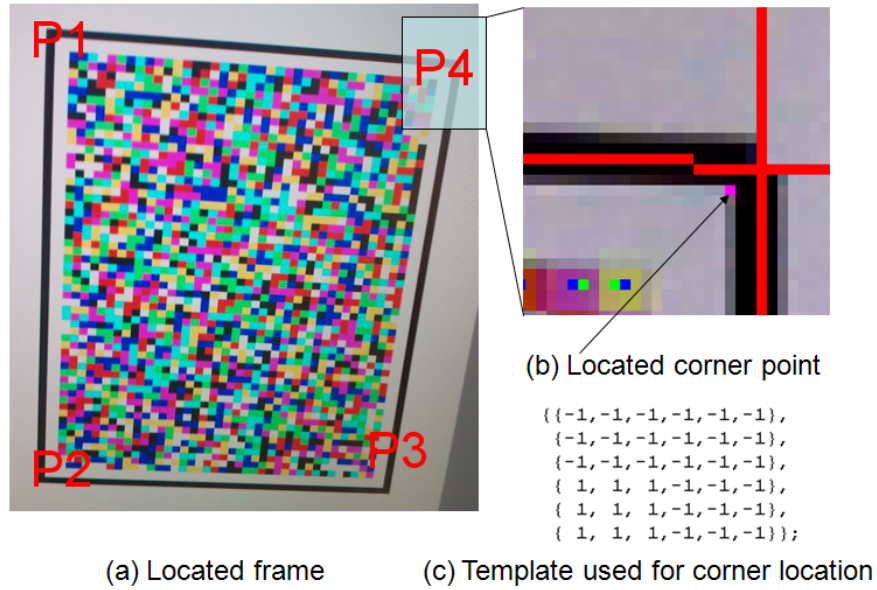 P1
P4
P2
P3
(b) Located corner point
{{-1,-1,-1,-1,-1,-1},
{-1,-1,-1,-1,-1,-1},
{-1,-1,-1,-1,-1,-1},
{ 1, 1, 1,-1,-1,-1},
{ 1, 1, 1,-1,-1,-1},
{ 1, 1, 1,-1,-1,-1}};
(a) Located frame
(c) Template used for corner location